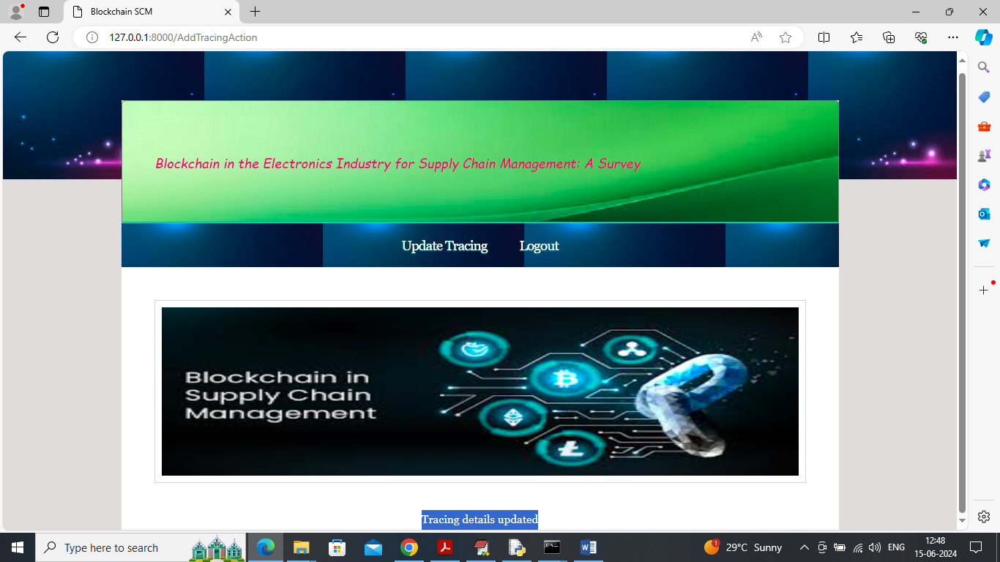 Blockchain SCM
127.0.0.1:8000/AddTracingAction
Blockchain in the Electronics Industry for Supply Chain Management: A Survey
Update Tracing Logout
Blockchain in
Supply Chain
Management
Tracing details updated
Type here to search
29°C Sunny
ENG
12:48
15-06-2024